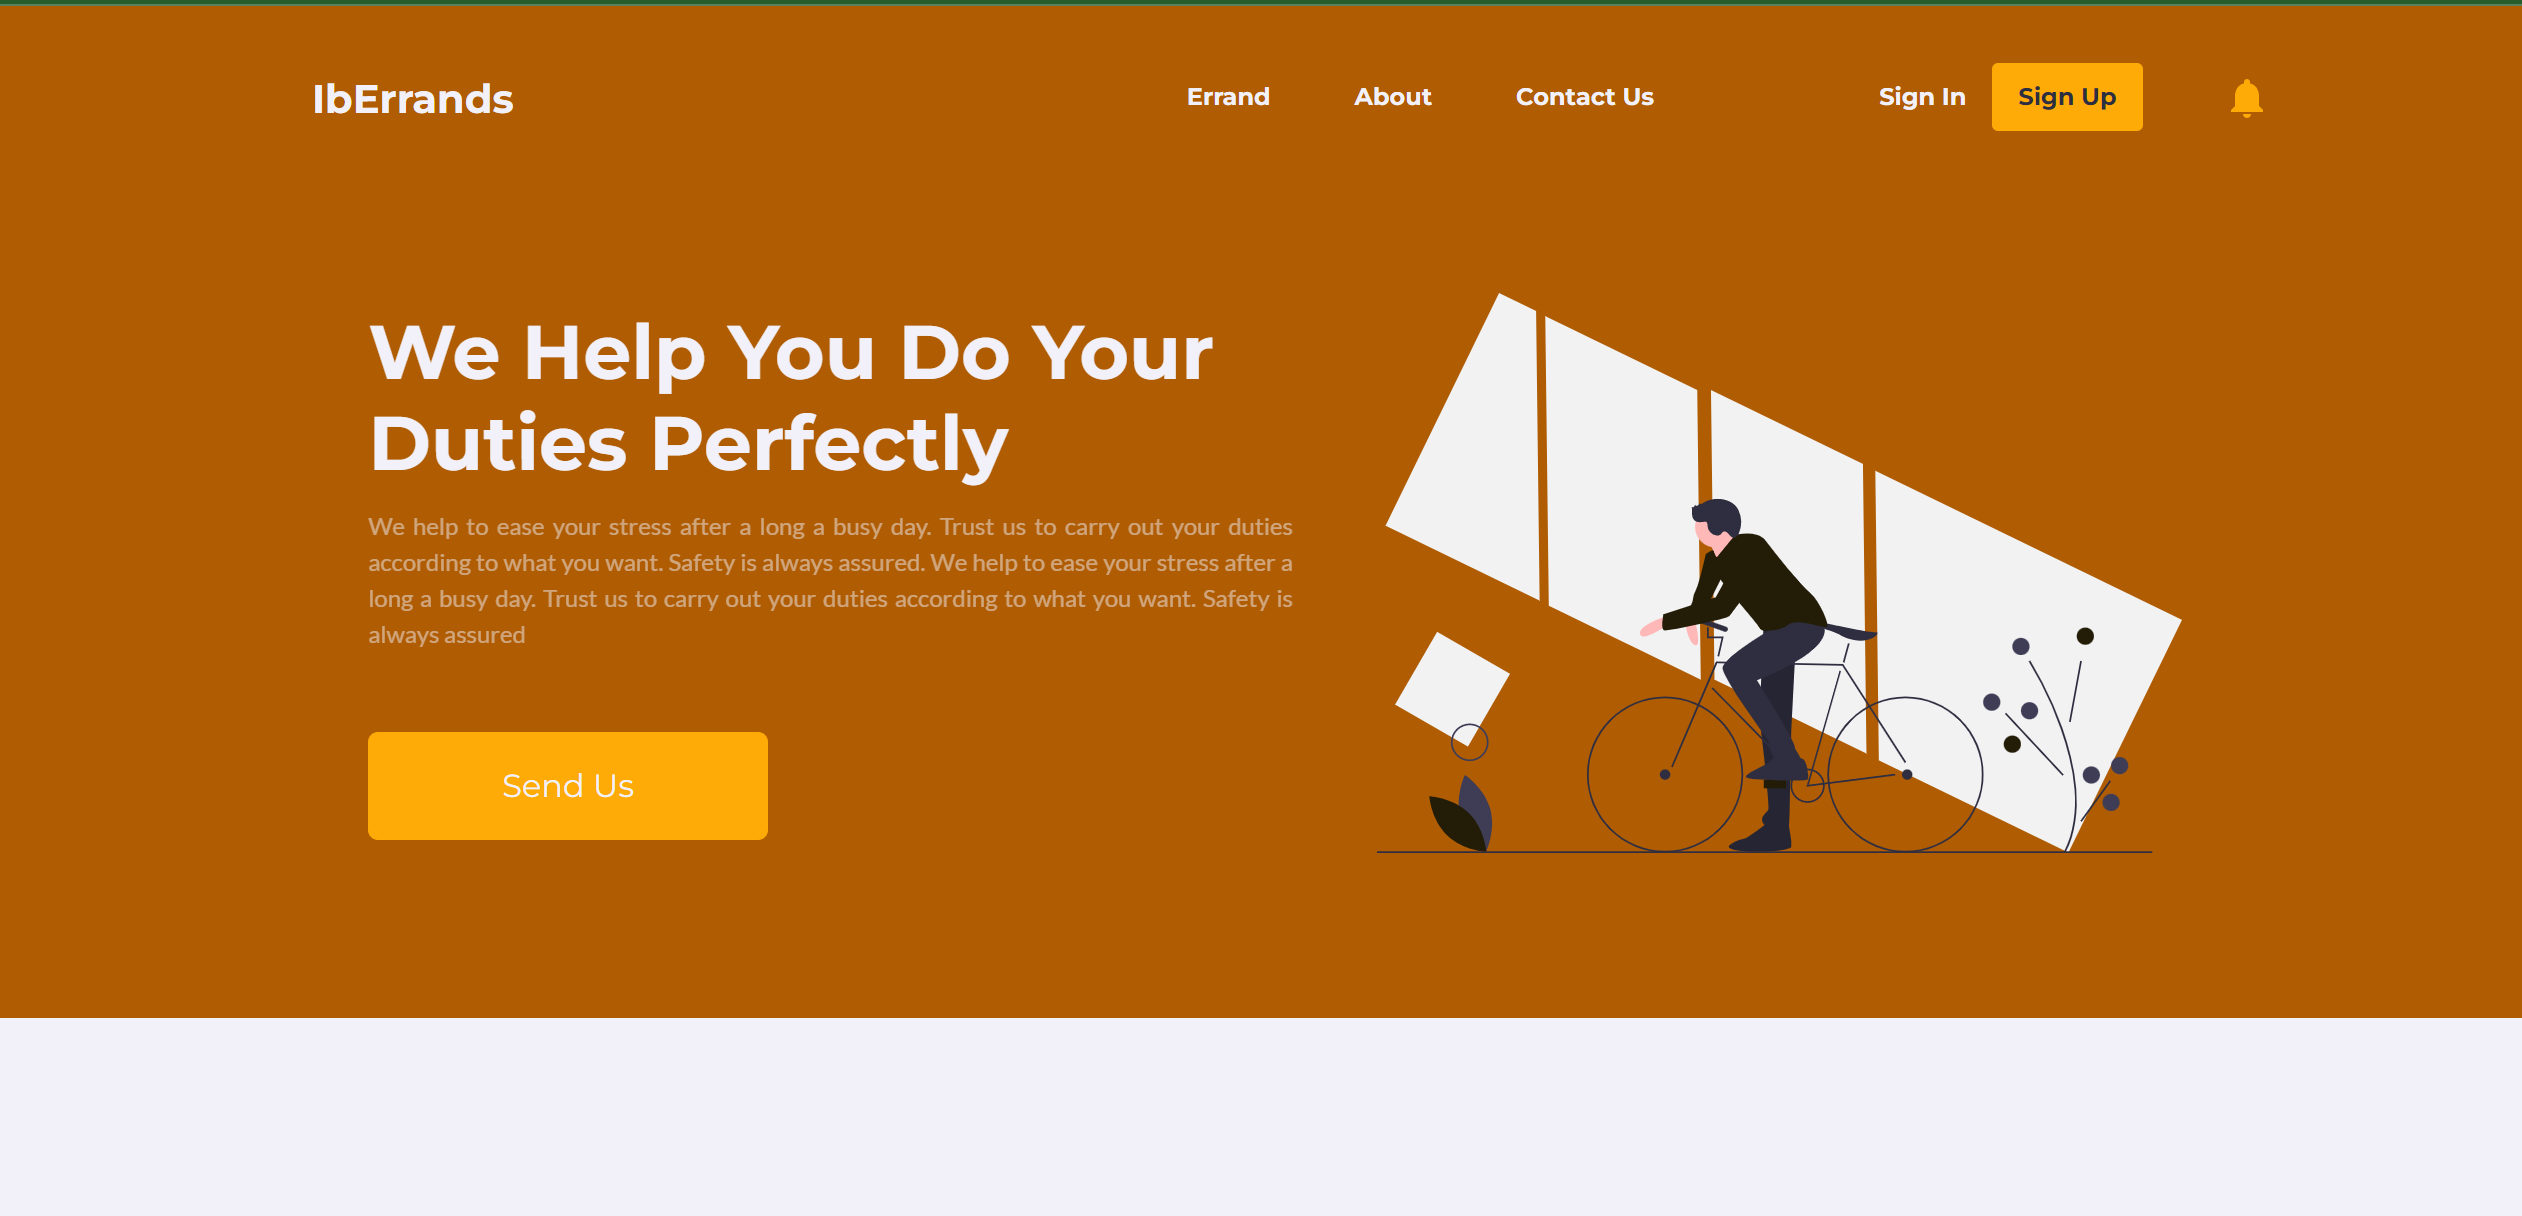 IbErrands
Errand
About
Contact Us
Sign In
Sign Up
We Help You Do Your
Duties Perfectly
We help to ease your stress after a long a busy day. Trust us to carry out your duties
according to what you want. Safety is always assured. We help to ease your stress after a
long a busy day. Trust us to carry out your duties according to what you want. Safety is
always assured
Send Us